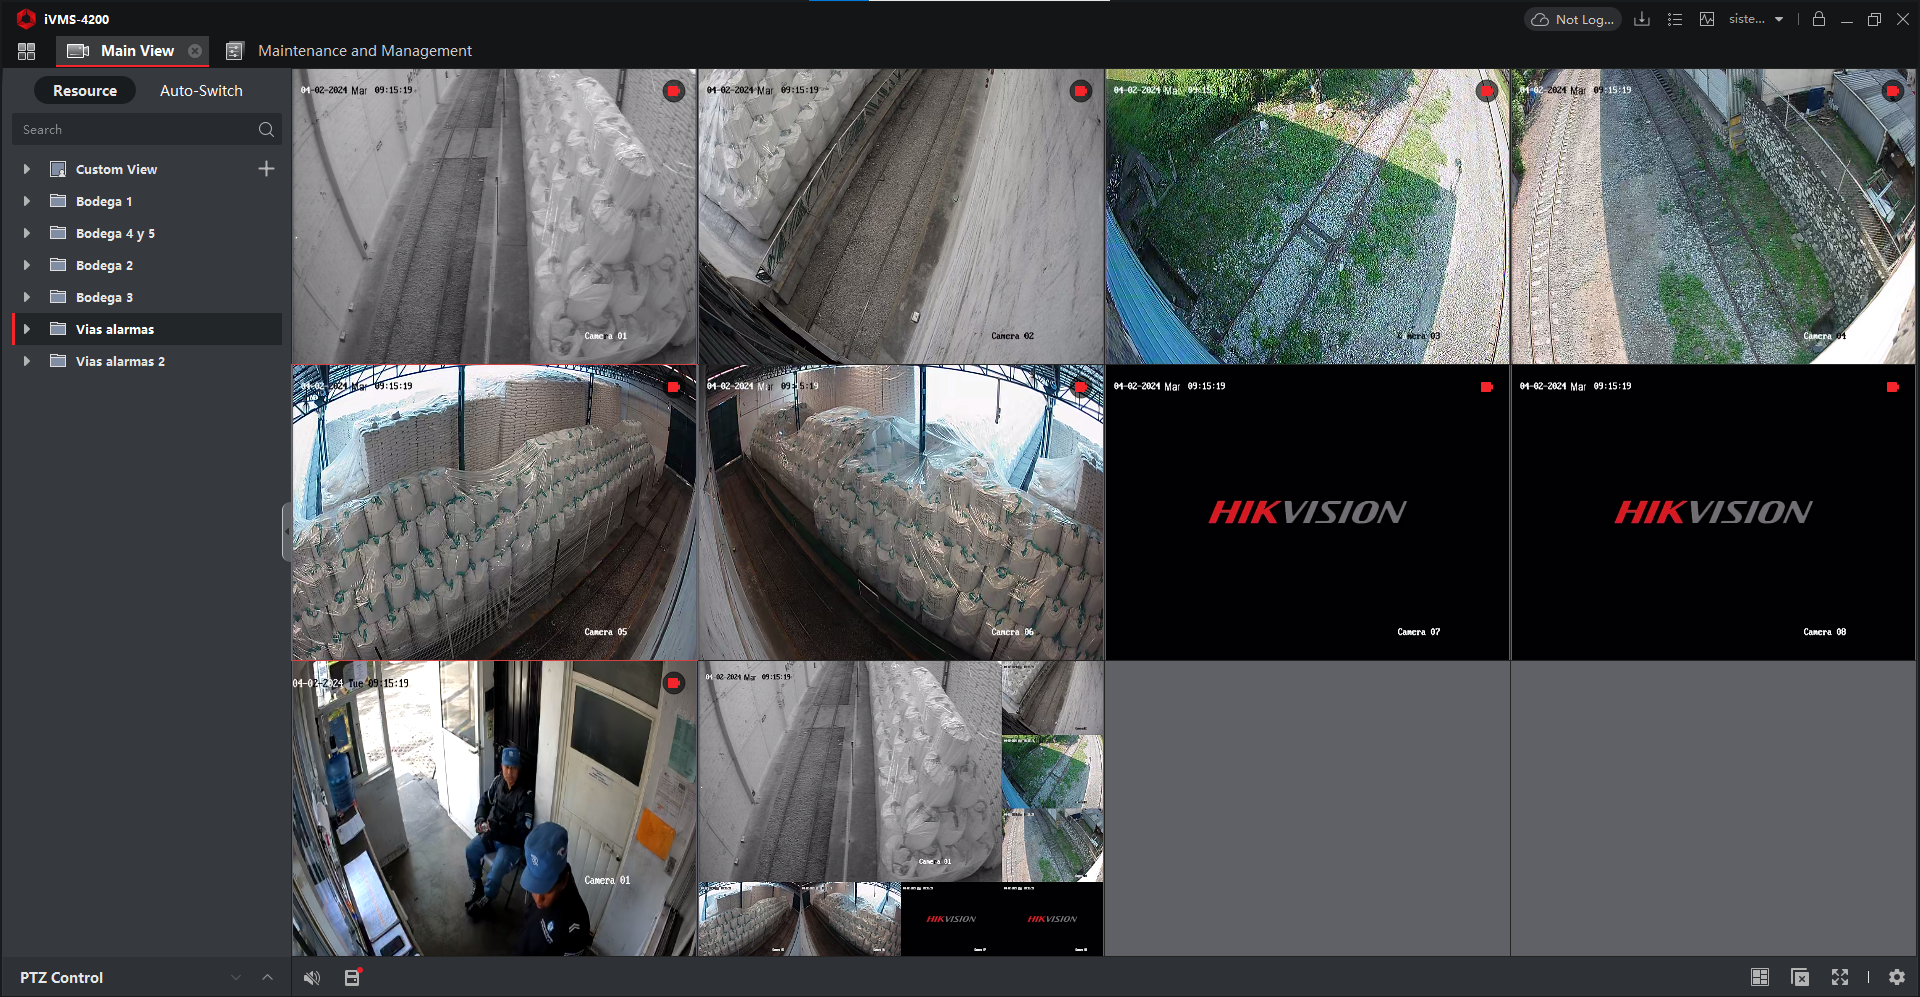 iVMS-4200
Not Log...
siste...
Main View
Maintenance and Management
Resource
Auto-Switch
Search
Custom View
Bodega 1
Bodega 4 y 5
Bodega 2
Bodega 3
Vias alarmas
Vias alarmas 2
PTZ Control
04-02-2024 Mar 09:15:19
Camera 01
04-02-2024 Mar 09:15:19
Camera 02
04-02-2024 Mar 09:15:19
Camera 03
04-02-2024 Mar 09:15:19
Camera 04
04-02-2024 Mar 09:15:19
Camera 05
04-02-2024 Mar 09:15:19
Camera 06
04-02-2024 Mar 09:15:19
HIKVISION
Camera 07
04-02-2024 Mar 09:15:19
HIKVISION
Camera 08
04-02-2024 Tue 09:15:19
Camera 01
04-02-2024 Mar 09:15:19
Camera 01
HIKVISION
HIKVISION